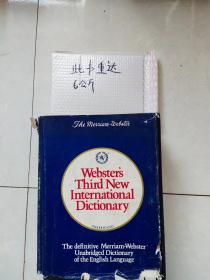 此书重达
6公斤
The Merriam-Webster
Webster's
Third New
International
Dictionary
The definitive Merriam-Webster
Unabridged Dictionary
of the English Language